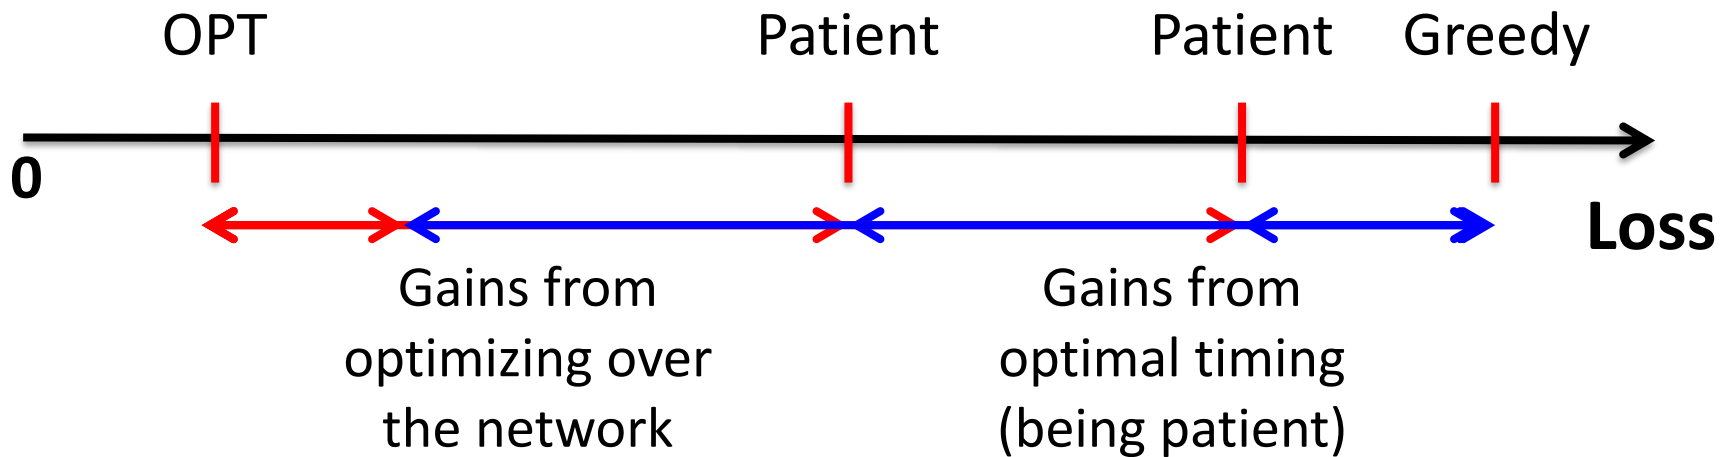 OPT Patient Patient Greedy
0
Loss
Gains from
optimizing over
the network
Gains from
optimal timing
(being patient)